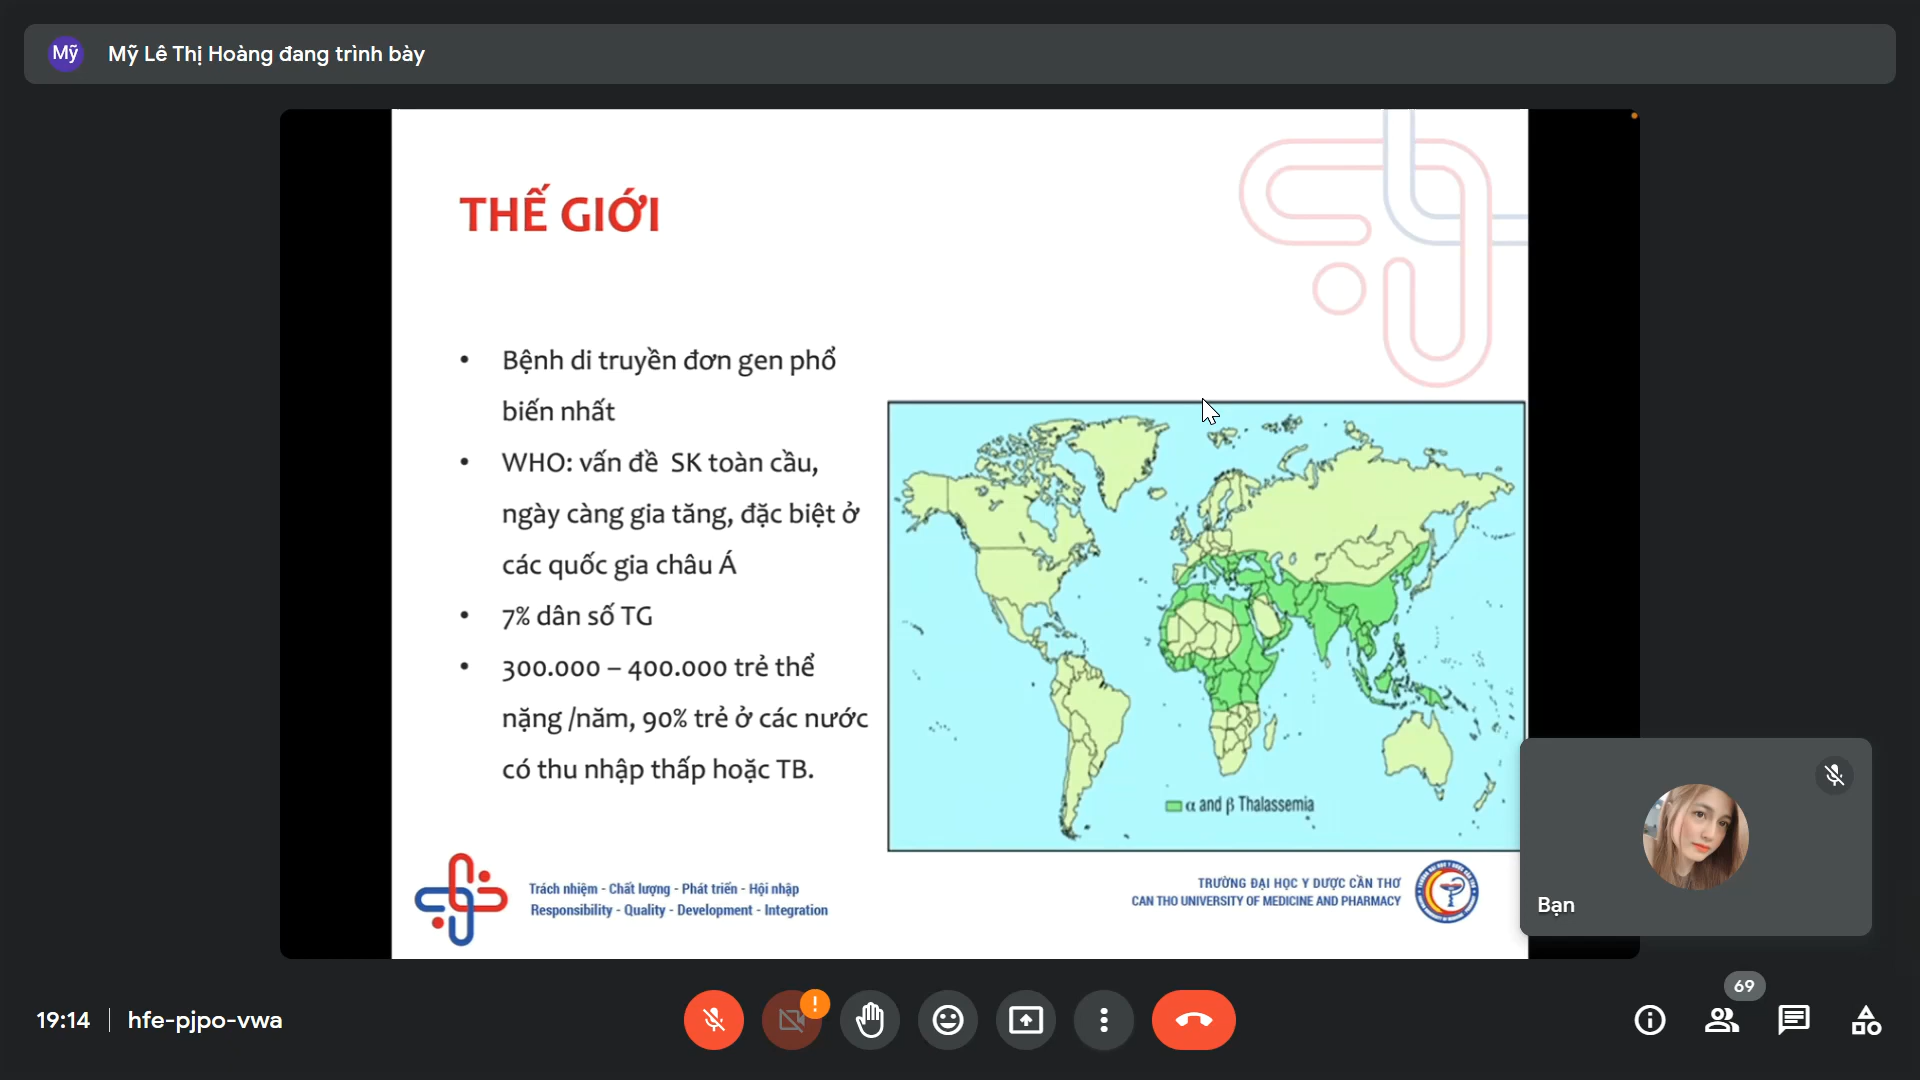 Mỹ
Mỹ Lê Thị Hoàng đang trình bày
THẾ GIỚI
• Bệnh di truyền đơn gen phổ
biến nhất
• WHO: vấn đề SK toàn cầu,
ngày càng gia tăng, đặc biệt ở
các quốc gia châu Á
• 7% dân số TG
• 300.000 – 400.000 trẻ thể
nặng /năm, 90% trẻ ở các nước
có thu nhập thấp hoặc TB.
α and β Thalassemia
Trách nhiệm - Chất lượng - Phát triển - Hội nhập
Responsibility - Quality - Development - Integration
TRƯỜNG ĐẠI HỌC Y DƯỢC CẦN THƠ
CAN THO UNIVERSITY OF MEDICINE AND PHARMACY
Bạn
19:14
hfe-pjpo-vwa
!
69